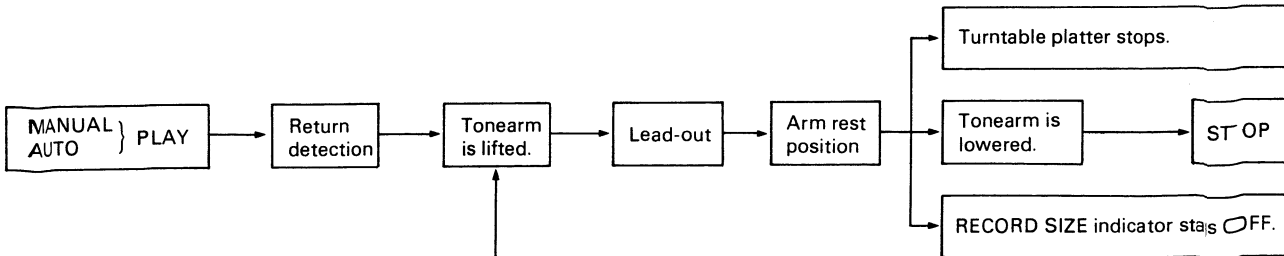 Turntable platter stops.
MANUAL
AUTO } PLAY
Return
detection
Tonearm
is lifted.
Lead-out
Arm rest
position
Tonearm is
lowered.
STOP
RECORD SIZE indicator stays OFF.